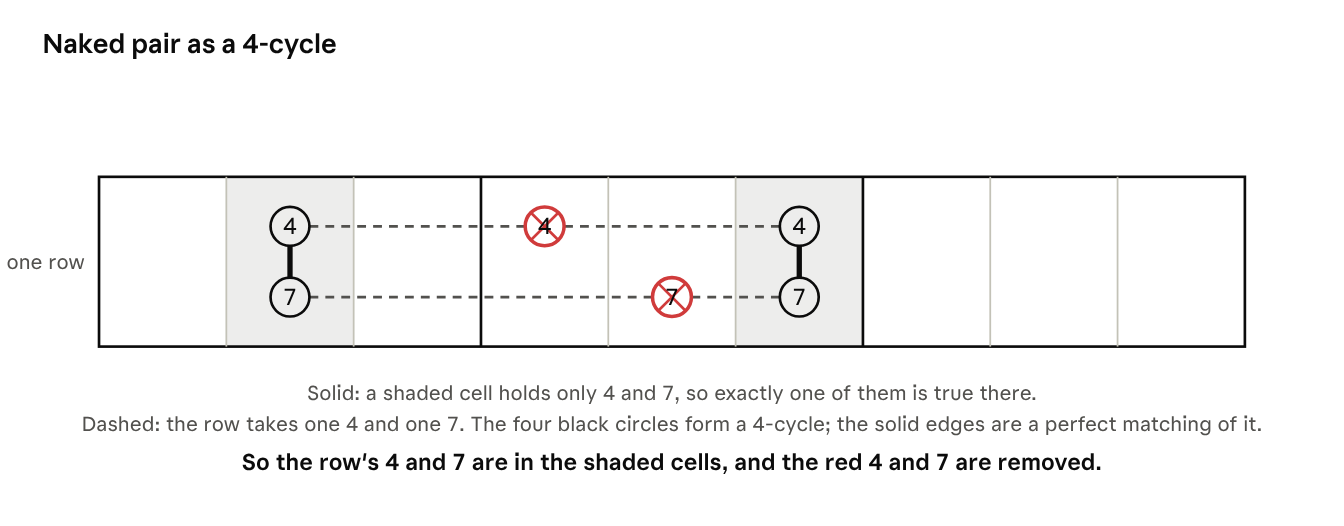 Naked pair as a 4-cycle
4 4 4
one row
7 7 7
Solid: a shaded cell holds only 4 and 7, so exactly one of them is true there.
Dashed: the row takes one 4 and one 7. The four black circles form a 4-cycle; the solid edges are a perfect matching of it.
So the row's 4 and 7 are in the shaded cells, and the red 4 and 7 are removed.